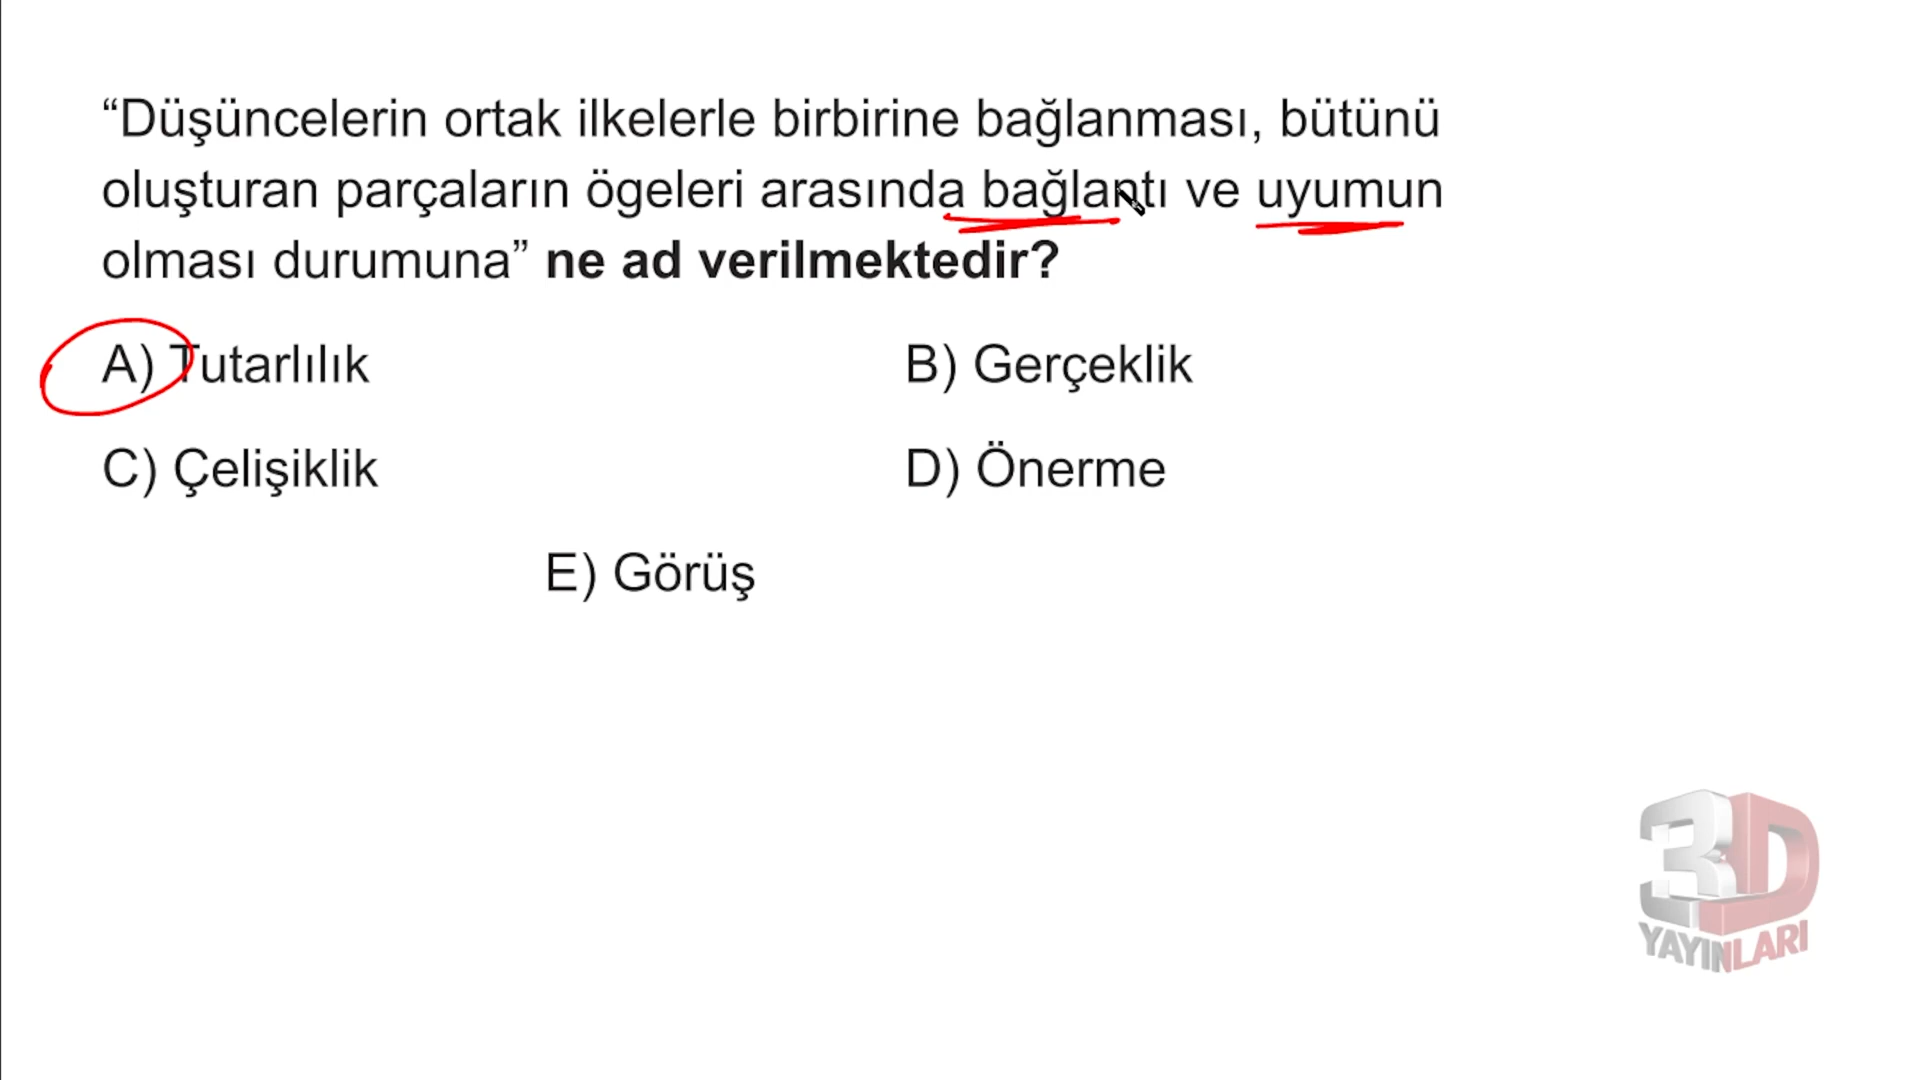 “Düşüncelerin ortak ilkelerle birbirine bağlanması, bütünü
oluşturan parçaların ögeleri arasında bağlantı ve uyumun
olması durumuna” ne ad verilmektedir?
A) Tutarlılık
B) Gerçeklik
C) Çelişiklik
D) Önerme
E) Görüş
3D
YAYINLARI